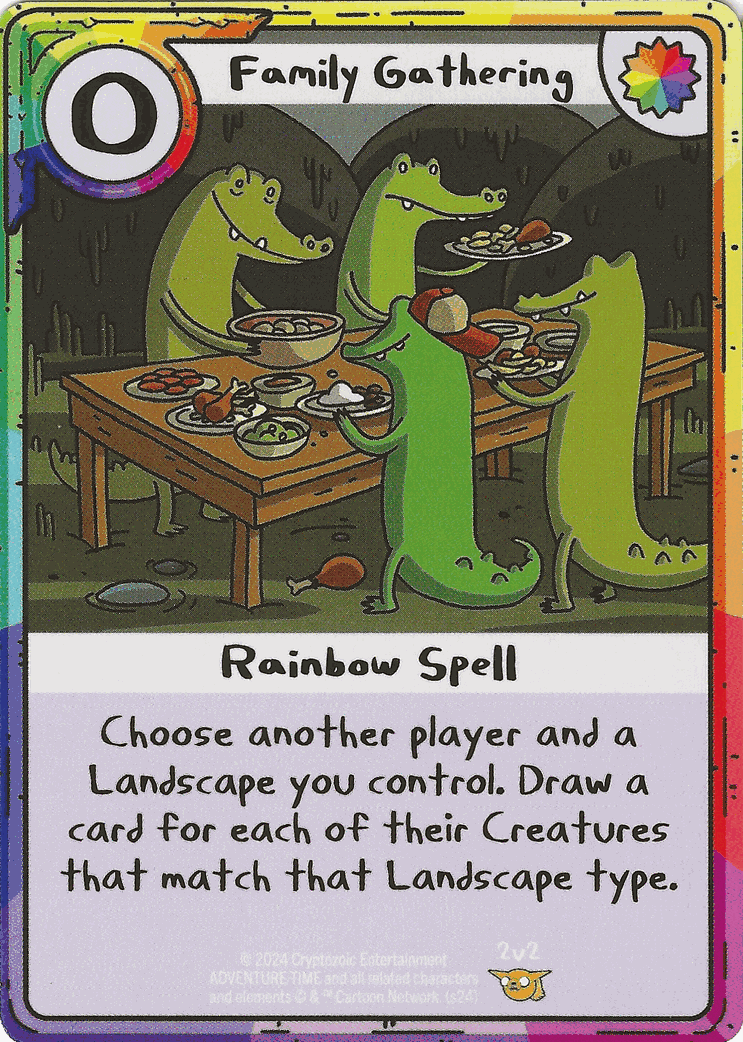 0
Family Gathering
Rainbow Spell
Choose another player and a
Landscape you control. Draw a
card for each of their Creatures
that match that Landscape type.
© 2024 Cryptozoic Entertainment
ADVENTURE TIME and all related characters
and elements © & ™ Cartoon Network. (s24)
2v2